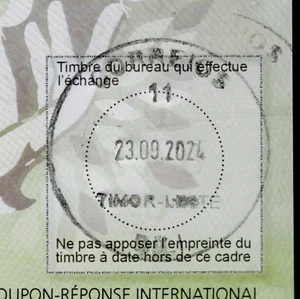 Timbre du bureau qui effectue
l'échange
CORREIOS
11
23.09.2024
TIMOR-LESTE
Ne pas apposer l'empreinte du
timbre à date hors de ce cadre
COUPON-RÉPONSE INTERNATIONAL